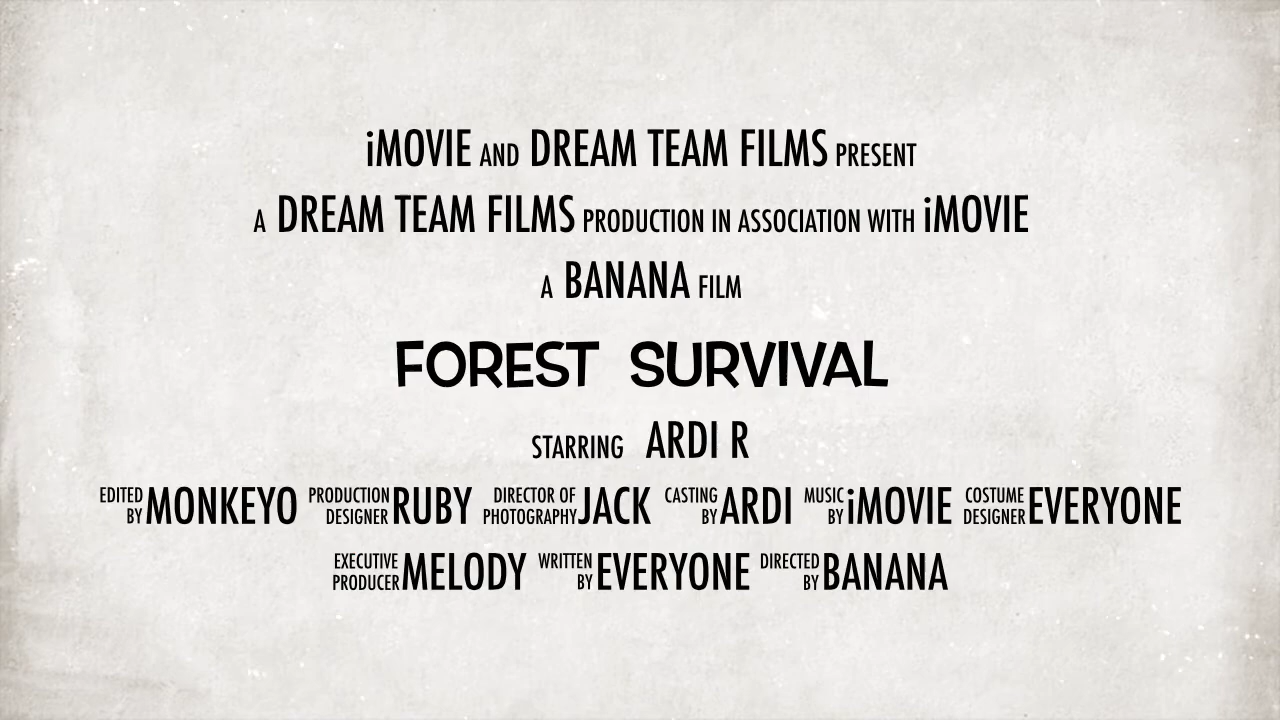 iMOVIE AND DREAM TEAM FILMS PRESENT
A DREAM TEAM FILMS PRODUCTION IN ASSOCIATION WITH iMOVIE
A BANANA FILM
FOREST SURVIVAL
STARRING ARDI R
EDITED BY MONKEYO PRODUCTION DESIGNER RUBY DIRECTOR OF PHOTOGRAPHY JACK CASTING BY ARDI MUSIC BY iMOVIE COSTUME DESIGNER EVERYONE
EXECUTIVE PRODUCER MELODY WRITTEN BY EVERYONE DIRECTED BY BANANA